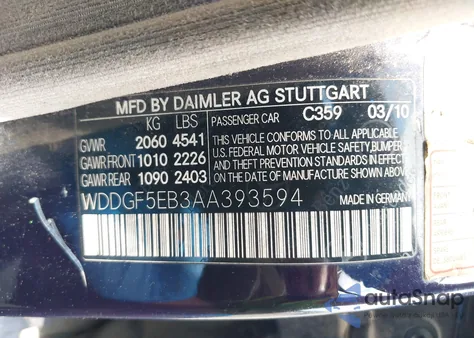 MFD BY DAIMLER AG STUTTGART
KG LBS PASSENGER CAR C359 03/10
GVWR 2060 4541
GAWR FRONT 1010 2226
GAWR REAR 1090 2403
THIS VEHICLE CONFORMS TO ALL APPLICABLE
U.S. FEDERAL MOTOR VEHICLE SAFETY, BUMPER,
AND THEFT PREVENTION STANDARDS IN EFFECT
ON THE DATE OF MANUFACTURE SHOWN ABOVE.
WDDGF5EB3AA393594 MADE IN GERMANY
autoSnap